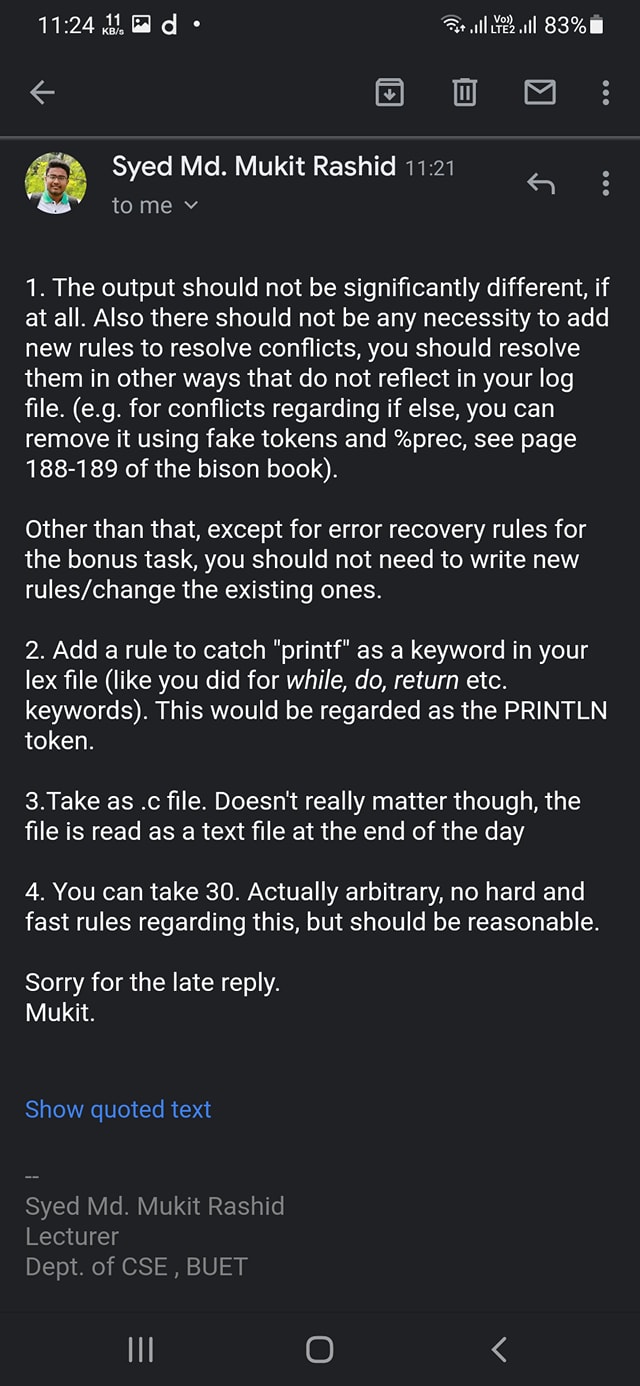 11:24 11 KB/s d • Vo)) LTE2 83%
Syed Md. Mukit Rashid 11:21
to me
1. The output should not be significantly different, if
at all. Also there should not be any necessity to add
new rules to resolve conflicts, you should resolve
them in other ways that do not reflect in your log
file. (e.g. for conflicts regarding if else, you can
remove it using fake tokens and %prec, see page
188-189 of the bison book).
Other than that, except for error recovery rules for
the bonus task, you should not need to write new
rules/change the existing ones.
2. Add a rule to catch "printf" as a keyword in your
lex file (like you did for while, do, return etc.
keywords). This would be regarded as the PRINTLN
token.
3.Take as .c file. Doesn't really matter though, the
file is read as a text file at the end of the day
4. You can take 30. Actually arbitrary, no hard and
fast rules regarding this, but should be reasonable.
Sorry for the late reply.
Mukit.
Show quoted text
--
Syed Md. Mukit Rashid
Lecturer
Dept. of CSE , BUET